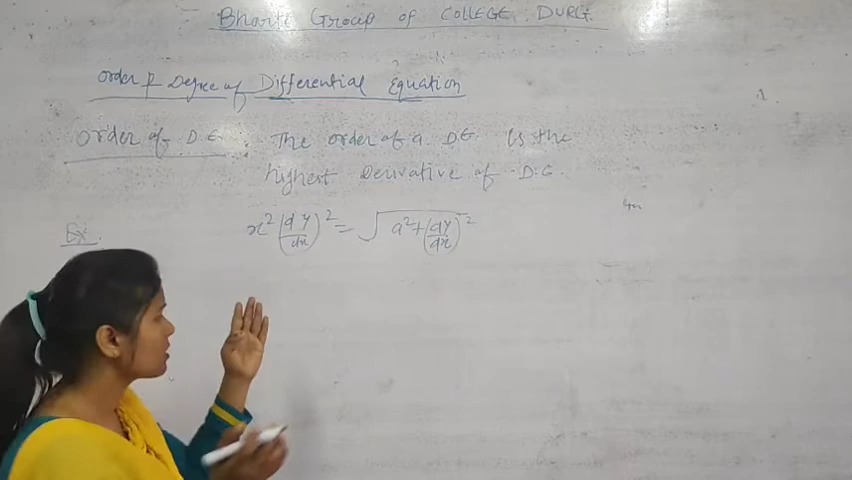 Bharti Group of COLLEGE DURG.
Order & Degree of Differential Equation
Order of D.E. The order of a D.E. is the
highest Derivative of D.E.
Ex x²(dy/dx)² = √(a²+(dy/dx)²)